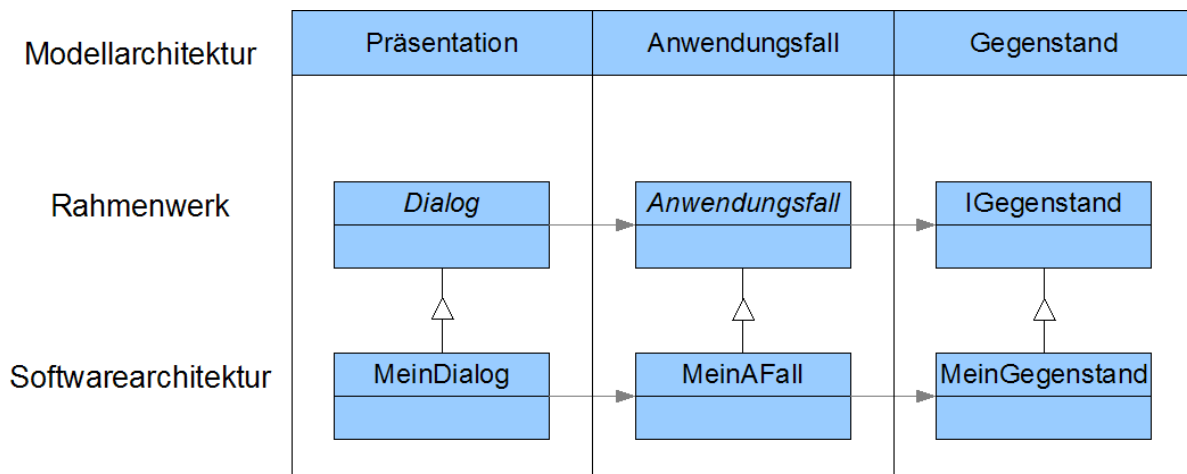 Modellarchitektur
Präsentation
Anwendungsfall
Gegenstand
Rahmenwerk
Dialog
Anwendungsfall
IGegenstand
Softwarearchitektur
MeinDialog
MeinAFall
MeinGegenstand